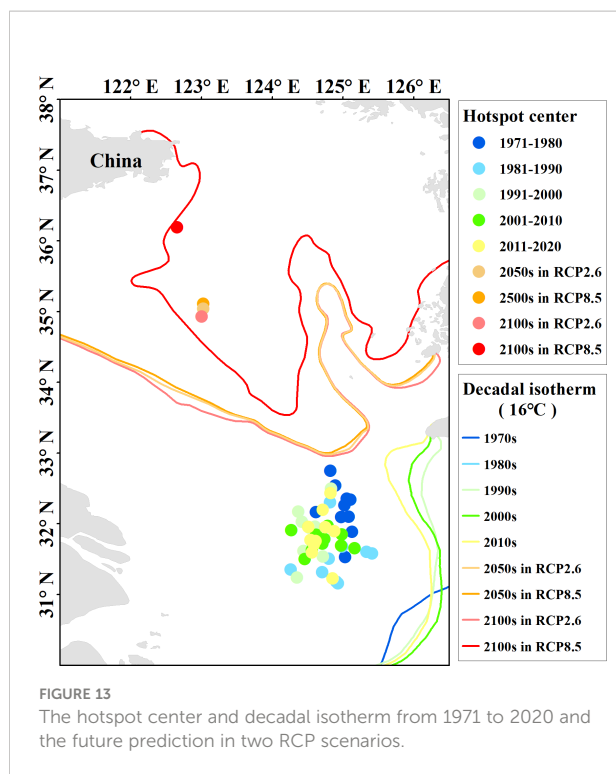 122° E 123° E 124° E 125° E 126° E
38° N
37° N
36° N
35° N
34° N
33° N
32° N
31° N
China
Hotspot center
1971-1980
1981-1990
1991-2000
2001-2010
2011-2020
2050s in RCP2.6
2500s in RCP8.5
2100s in RCP2.6
2100s in RCP8.5
Decadal isotherm
( 16℃ )
1970s
1980s
1990s
2000s
2010s
2050s in RCP2.6
2050s in RCP8.5
2100s in RCP2.6
2100s in RCP8.5
FIGURE 13
The hotspot center and decadal isotherm from 1971 to 2020 and
the future prediction in two RCP scenarios.